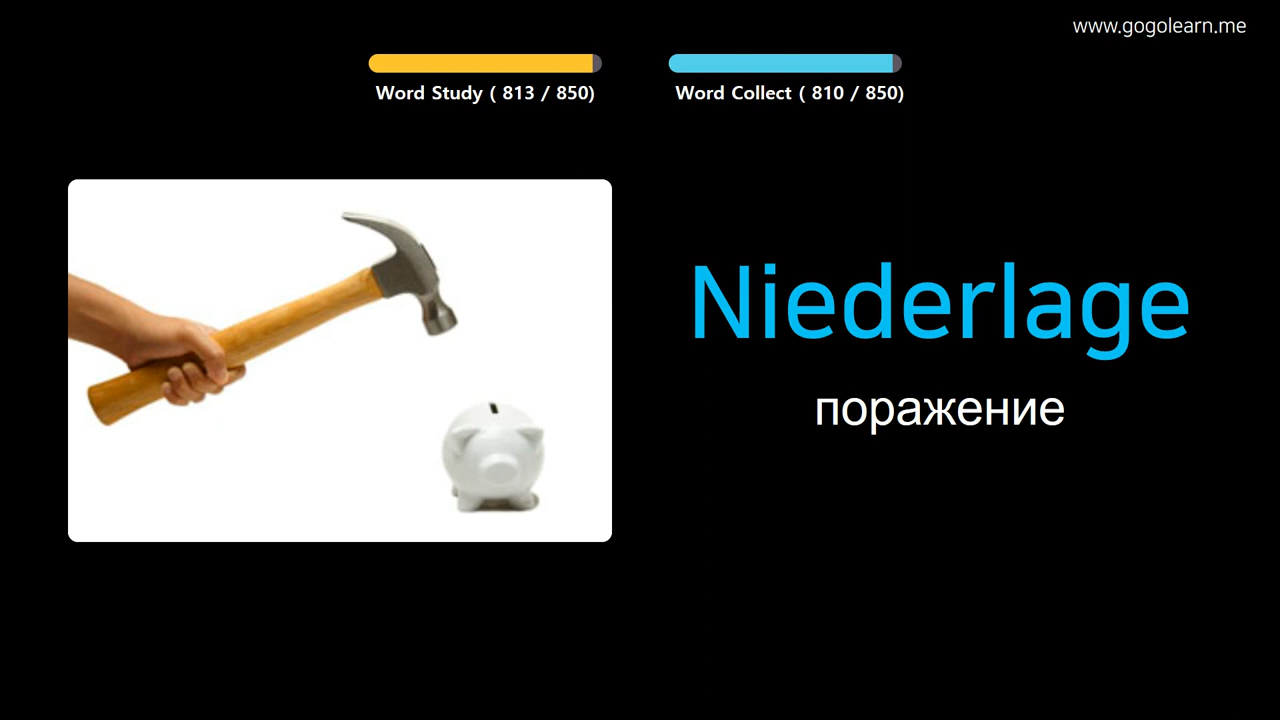 www.gogolearn.me
Word Study ( 813 / 850)
Word Collect ( 810 / 850)
Niederlage
поражение